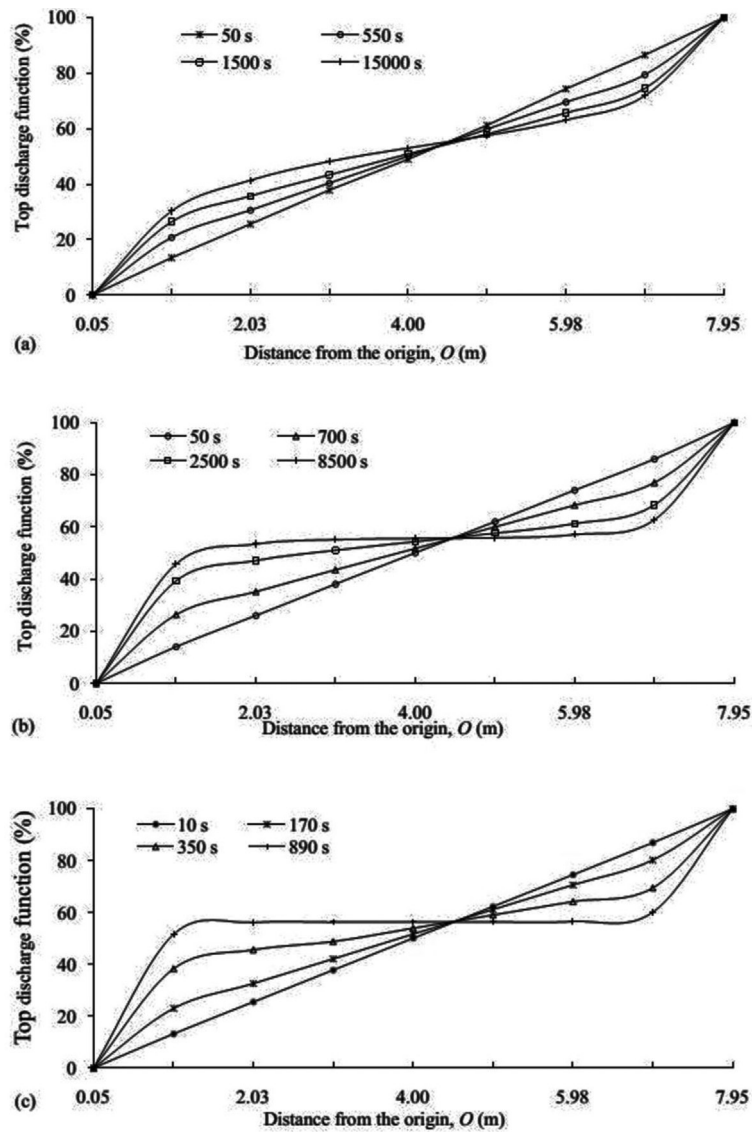 100
80
60
40
20
0
Top discharge function (%)
50 s 550 s
1500 s 15000 s
0.05 2.03 4.00 5.98 7.95
(a)
Distance from the origin, O (m)
100
80
60
40
20
0
Top discharge function (%)
50 s 700 s
2500 s 8500 s
0.05 2.03 4.00 5.98 7.95
(b)
Distance from the origin, O (m)
100
80
60
40
20
0
Top discharge function (%)
10 s 170 s
350 s 890 s
0.05 2.03 4.00 5.98 7.95
(c)
Distance from the origin, O (m)